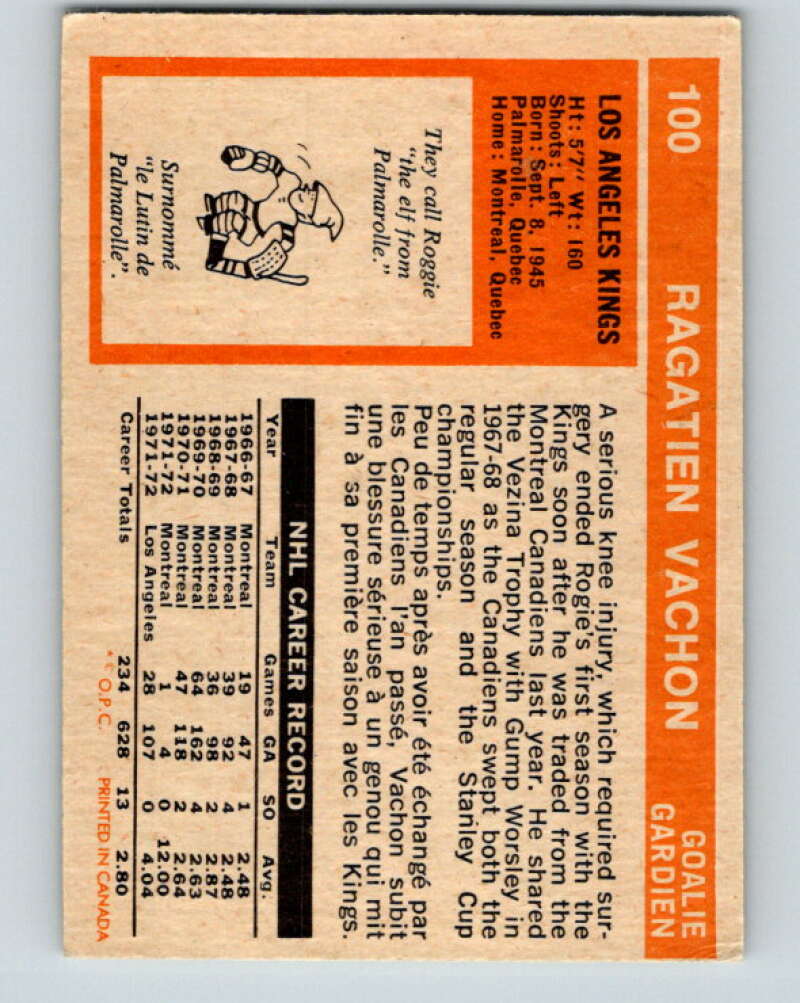 100 RAGATIEN VACHON GOALIE
GARDIEN
LOS ANGELES KINGS
Ht: 5'7" Wt: 160
Shoots: Left
Born: Sept. 8, 1945
Palmarolle, Quebec
Home: Montreal, Quebec
They call Roggie
"the elf from
Palmarolle."
Surnommé
"le Lutin de
Palmarolle".
A serious knee injury, which required sur-
gery ended Rogie's first season with the
Kings soon after he was traded from the
Montreal Canadiens last year. He shared
the Vezina Trophy with Gump Worsley in
1967-68 as the Canadiens swept both the
regular season and the Stanley Cup
championships.
Peu de temps après avoir été échangé par
les Canadiens l'an passé, Vachon subit
une blessure sérieuse à un genou qui mit
fin à sa première saison avec les Kings.
NHL CAREER RECORD
Year Team Games GA SO Avg.
1966-67 Montreal 19 47 1 2.48
1967-68 Montreal 39 92 4 2.48
1968-69 Montreal 36 98 2 2.87
1969-70 Montreal 64 162 4 2.63
1970-71 Montreal 47 118 2 2.64
1971-72 Montreal 1 4 0 12.00
1971-72 Los Angeles 28 107 0 4.04
Career Totals 234 628 13 2.80
* © O.P.C. PRINTED IN CANADA